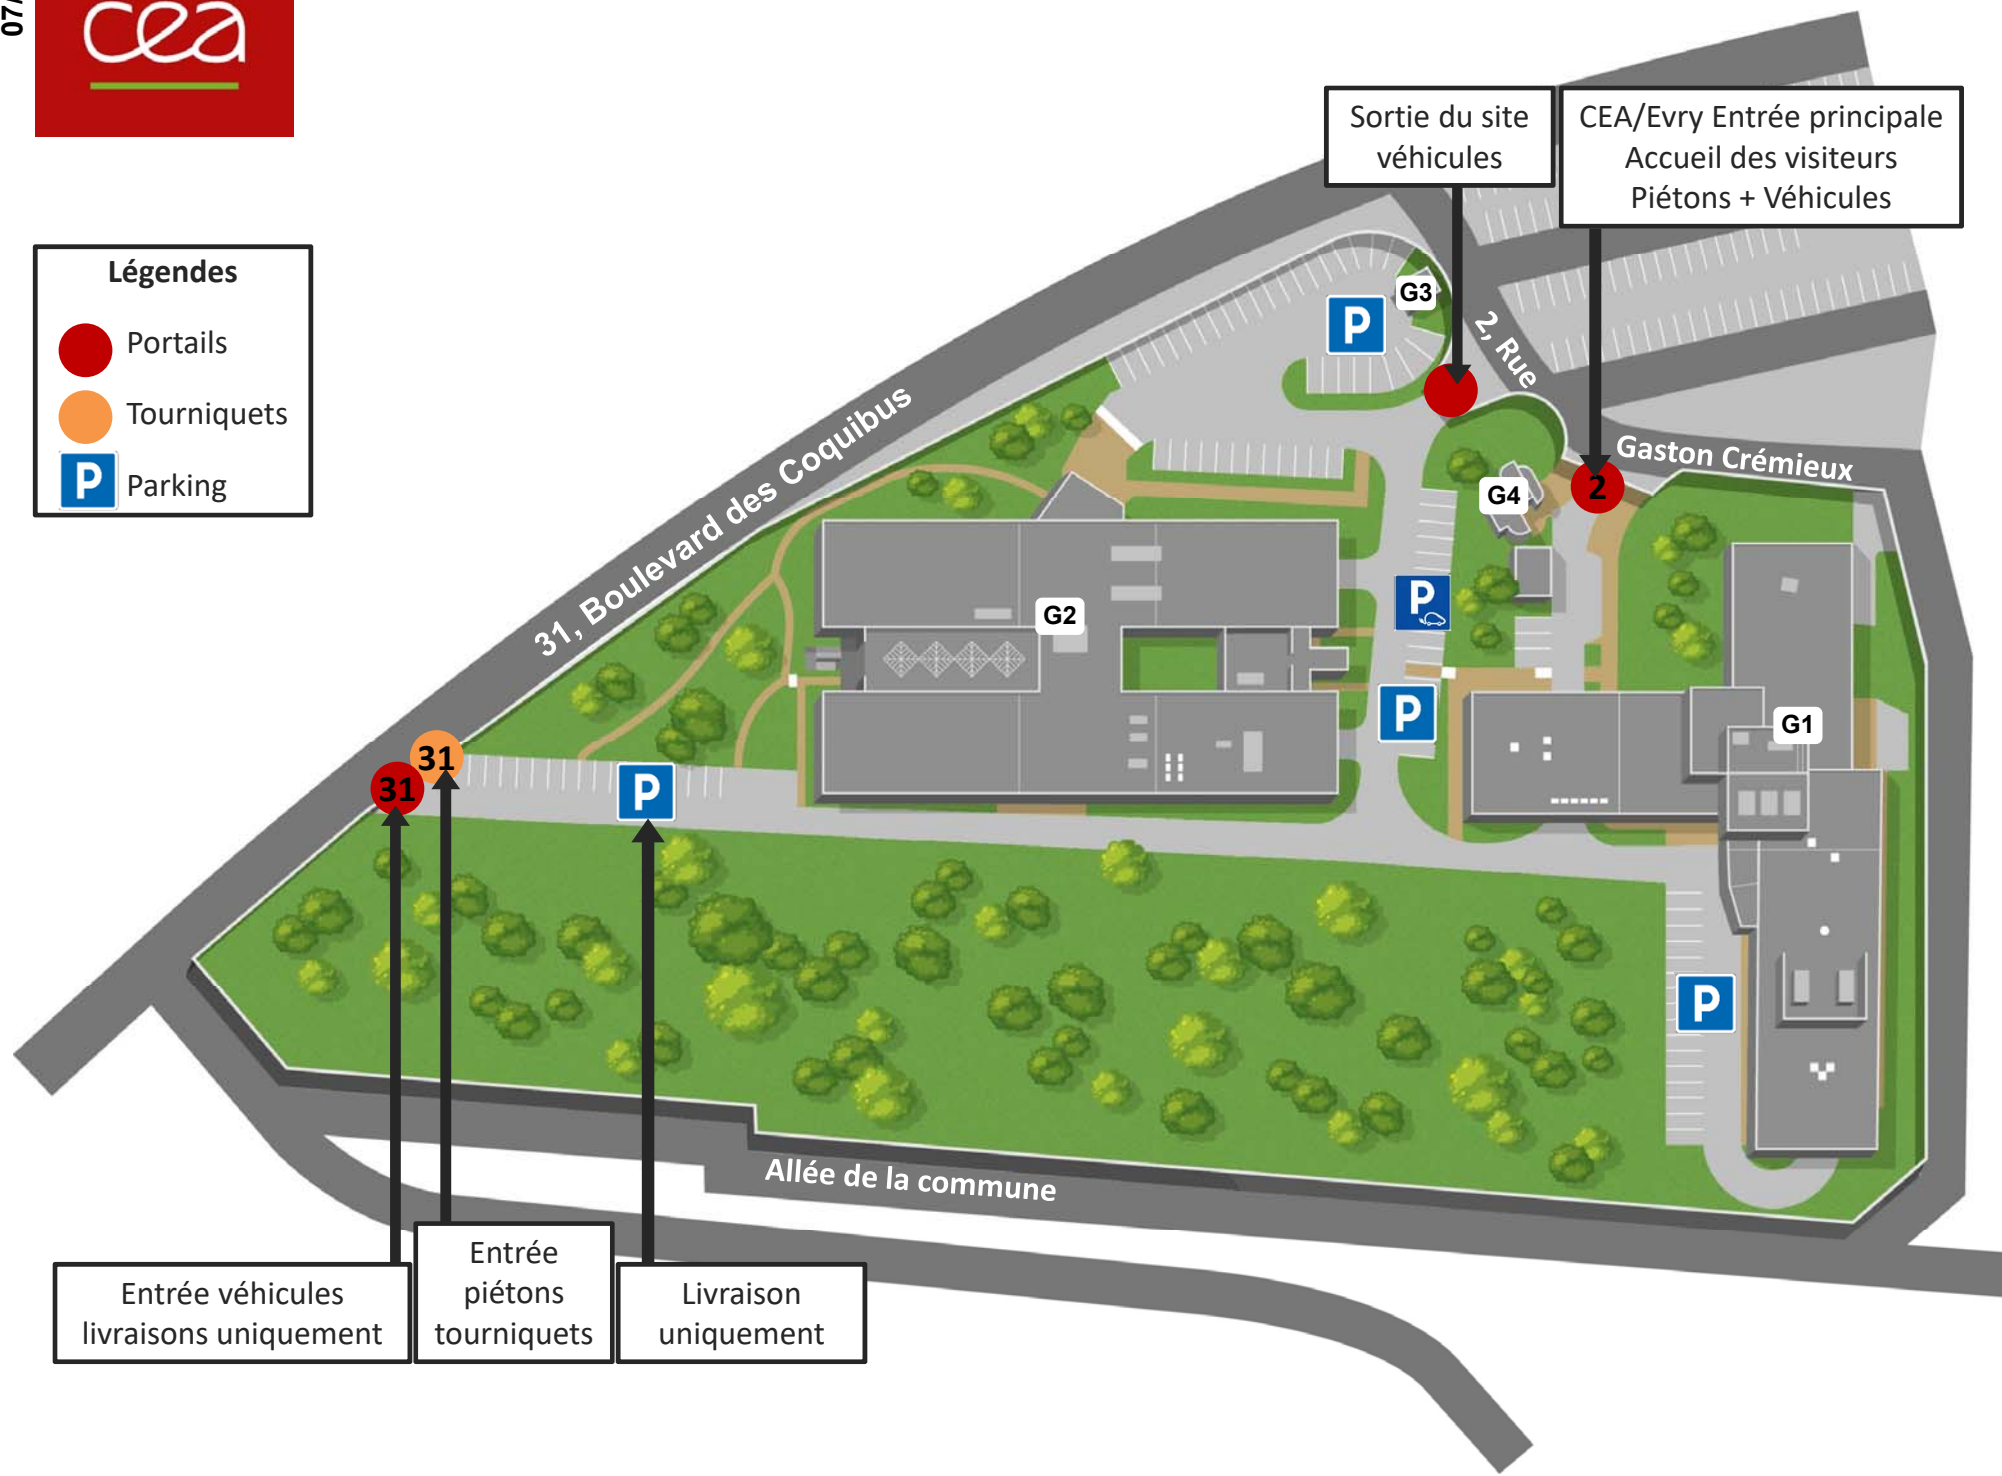 07/
cea
Légendes
Portails
Tourniquets
P
Parking
Sortie du site
véhicules
CEA/Evry Entrée principale
Accueil des visiteurs
Piétons + Véhicules
G3
P
2, Rue
Gaston Crémieux
31, Boulevard des Coquibus
G4
2
P
G2
P
G1
31
31
P
P
Allée de la commune
Entrée véhicules
livraisons uniquement
Entrée
piétons
tourniquets
Livraison
uniquement